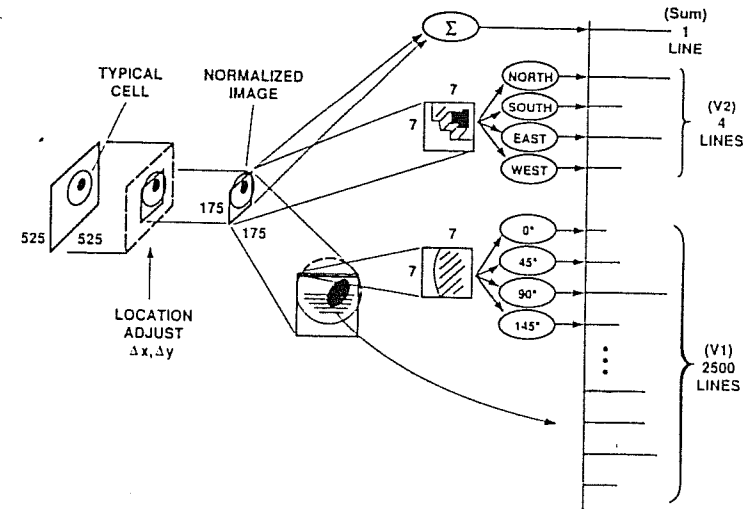 TYPICAL
CELL
525
525
LOCATION
ADJUST
Δx, Δy
NORMALIZED
IMAGE
175
175
Σ
7
7
NORTH
SOUTH
EAST
WEST
7
7
0°
45°
90°
145°
(Sum)
1
LINE
(V2)
4
LINES
(V1)
2500
LINES